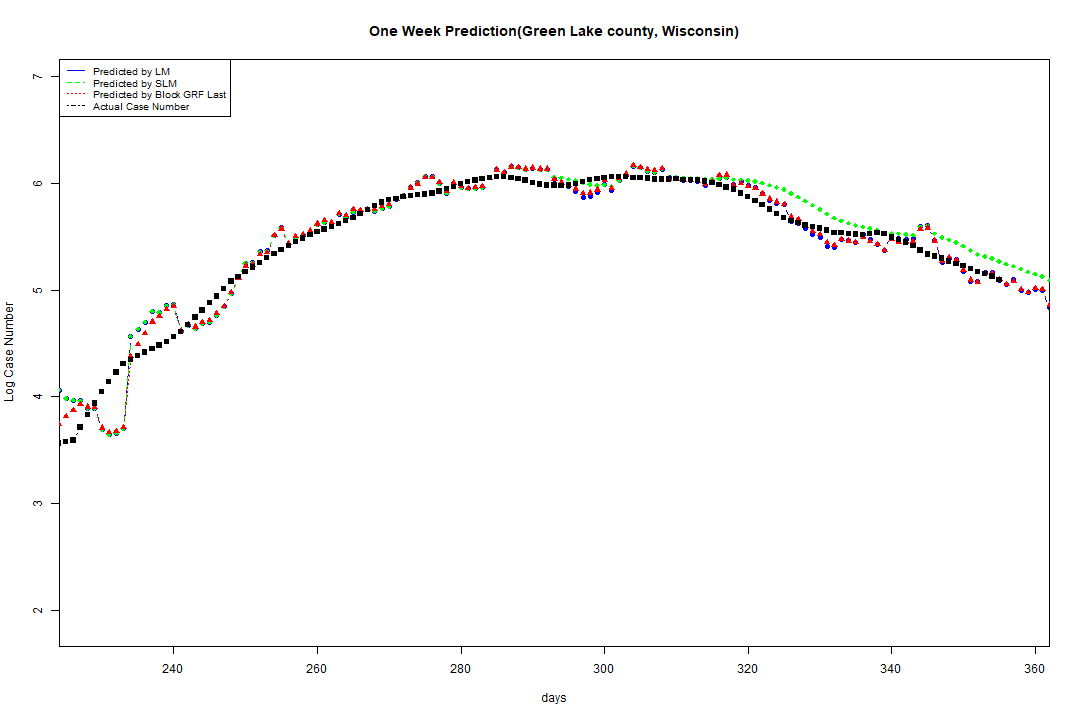 One Week Prediction(Green Lake county, Wisconsin)
Predicted by LM
Predicted by SLM
Predicted by Block GRF Last
Actual Case Number
7
6
5
4
3
2
Log Case Number
240 260 280 300 320 340 360
days